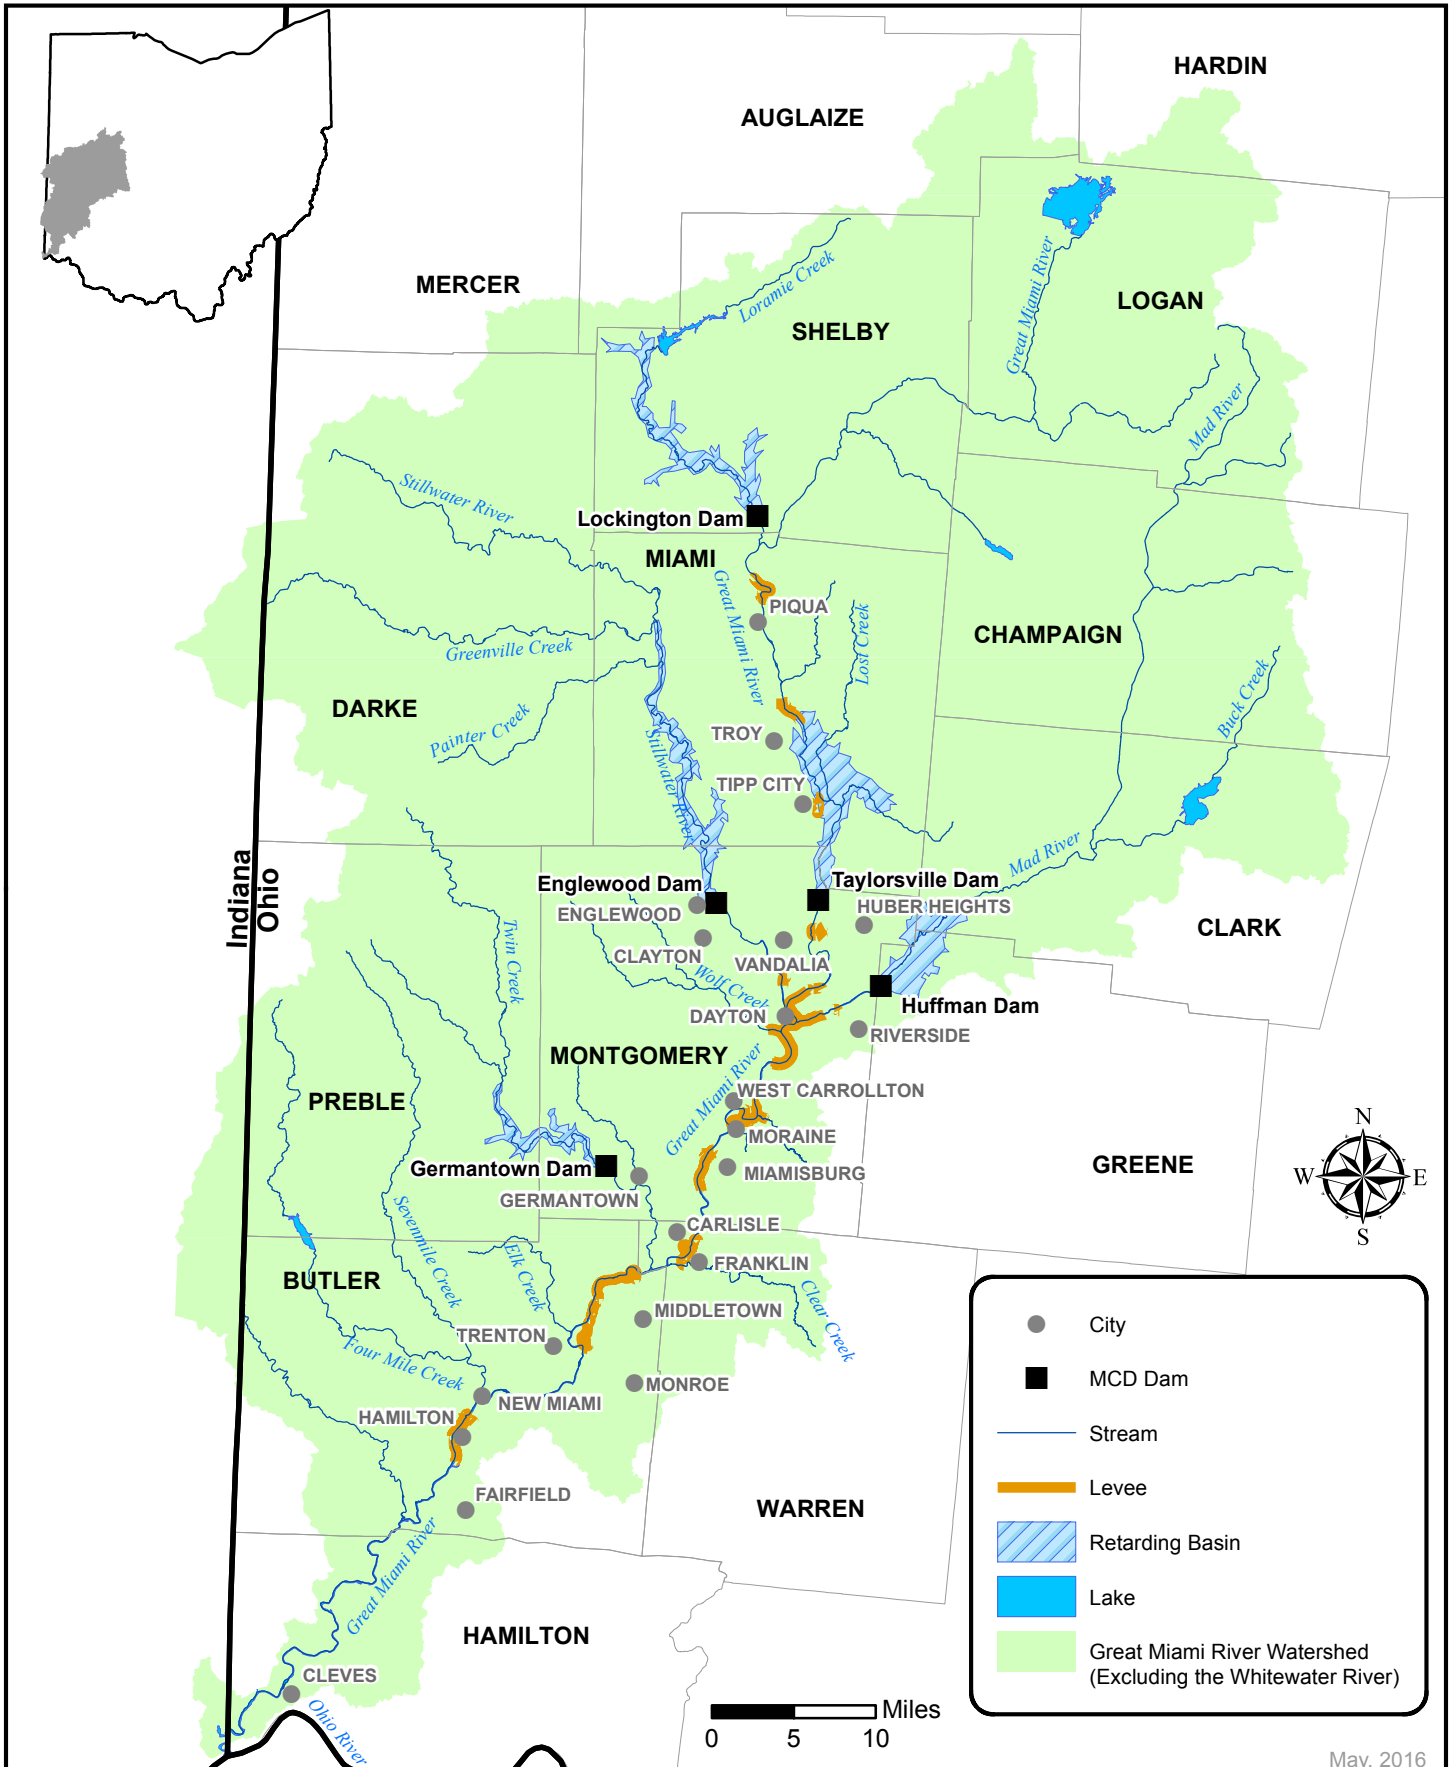 HARDIN
AUGLAIZE
MERCER
Loramie Creek
SHELBY
Great Miami River
LOGAN
Mad River
Stillwater River
Lockington Dam
MIAMI
Great Miami River
PIQUA
Lost Creek
CHAMPAIGN
Greenville Creek
DARKE
Painter Creek
Stillwater River
TROY
TIPP CITY
Buck Creek
Mad River
Indiana
Ohio
Englewood Dam
Taylorsville Dam
ENGLEWOOD
HUBER HEIGHTS
CLAYTON
VANDALIA
CLARK
Twin Creek
Wolf Creek
DAYTON
Huffman Dam
RIVERSIDE
MONTGOMERY
Great Miami River
PREBLE
WEST CARROLLTON
MORAINE
Germantown Dam
MIAMISBURG
GERMANTOWN
GREENE
N
W
E
S
Sevenmile Creek
CARLISLE
Elk Creek
FRANKLIN
BUTLER
Clear Creek
MIDDLETOWN
TRENTON
Four Mile Creek
MONROE
NEW MIAMI
HAMILTON
FAIRFIELD
WARREN
Great Miami River
HAMILTON
CLEVES
Ohio River
City
MCD Dam
Stream
Levee
Retarding Basin
Lake
Great Miami River Watershed
(Excluding the Whitewater River)
Miles
0 5 10
May, 2016